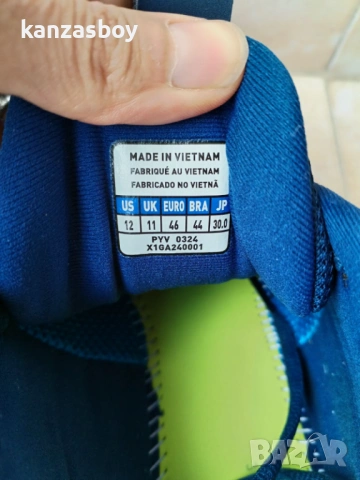 kanzasboy
MADE IN VIETNAM
FABRIQUÉ AU VIETNAM
FABRICADO NO VIETNÃ
US UK EURO BRA JP
12 11 46 44 30.0
PYV 0324
X1GA240001
BAZAR